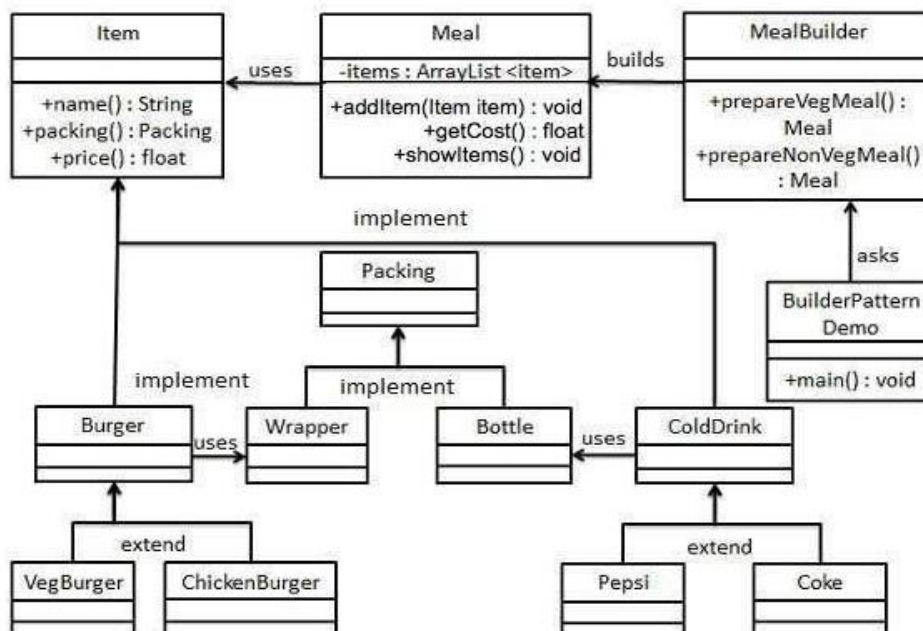 Item
uses
+name() : String
+packing() : Packing
+price() : float
Meal
-items : ArrayList <item>
+addItem(Item item) : void
+getCost() : float
+showItems() : void
builds
MealBuilder
+prepareVegMeal() :
Meal
+prepareNonVegMeal()
: Meal
implement
asks
Packing
BuilderPattern
Demo
+main() : void
implement
implement
Burger
uses
Wrapper
Bottle
uses
ColdDrink
extend
extend
VegBurger
ChickenBurger
Pepsi
Coke